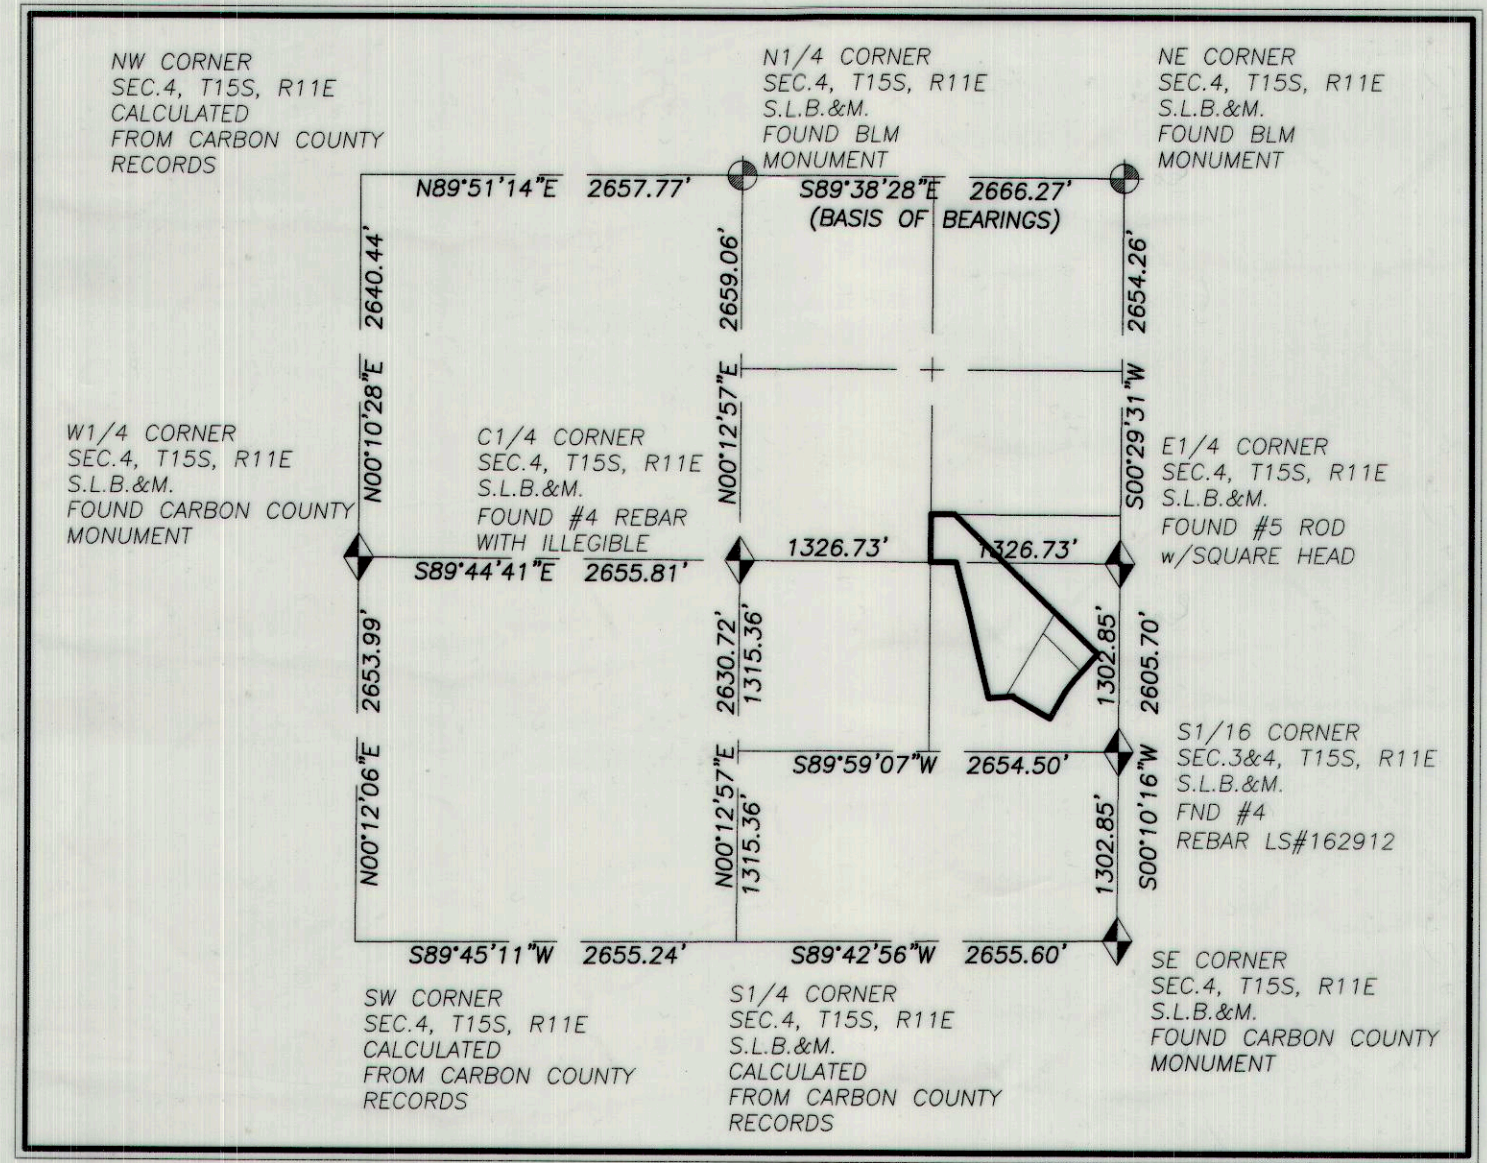 NW CORNER
SEC.4, T15S, R11E
CALCULATED
FROM CARBON COUNTY
RECORDS
N1/4 CORNER
SEC.4, T15S, R11E
S.L.B.&M.
FOUND BLM
MONUMENT
NE CORNER
SEC.4, T15S, R11E
S.L.B.&M.
FOUND BLM
MONUMENT
N89°51'14"E 2657.77'
S89°38'28"E 2666.27'
(BASIS OF BEARINGS)
N00°10'28"E 2640.44'
N00°12'57"E 2659.06'
S00°29'31"W 2654.26'
W1/4 CORNER
SEC.4, T15S, R11E
S.L.B.&M.
FOUND CARBON COUNTY
MONUMENT
C1/4 CORNER
SEC.4, T15S, R11E
S.L.B.&M.
FOUND #4 REBAR
WITH ILLEGIBLE
E1/4 CORNER
SEC.4, T15S, R11E
S.L.B.&M.
FOUND #5 ROD
w/SQUARE HEAD
S89°44'41"E 2655.81'
1326.73'
1326.73'
N00°12'06"E 2653.99'
N00°12'57"E 2630.72'
1315.36'
1315.36'
1302.85'
1302.85'
S00°10'16"W 2605.70'
S89°59'07"W 2654.50'
S1/16 CORNER
SEC.3&4, T15S, R11E
S.L.B.&M.
FND #4
REBAR LS#162912
S89°45'11"W 2655.24'
S89°42'56"W 2655.60'
SW CORNER
SEC.4, T15S, R11E
CALCULATED
FROM CARBON COUNTY
RECORDS
S1/4 CORNER
SEC.4, T15S, R11E
S.L.B.&M.
CALCULATED
FROM CARBON COUNTY
RECORDS
SE CORNER
SEC.4, T15S, R11E
S.L.B.&M.
FOUND CARBON COUNTY
MONUMENT